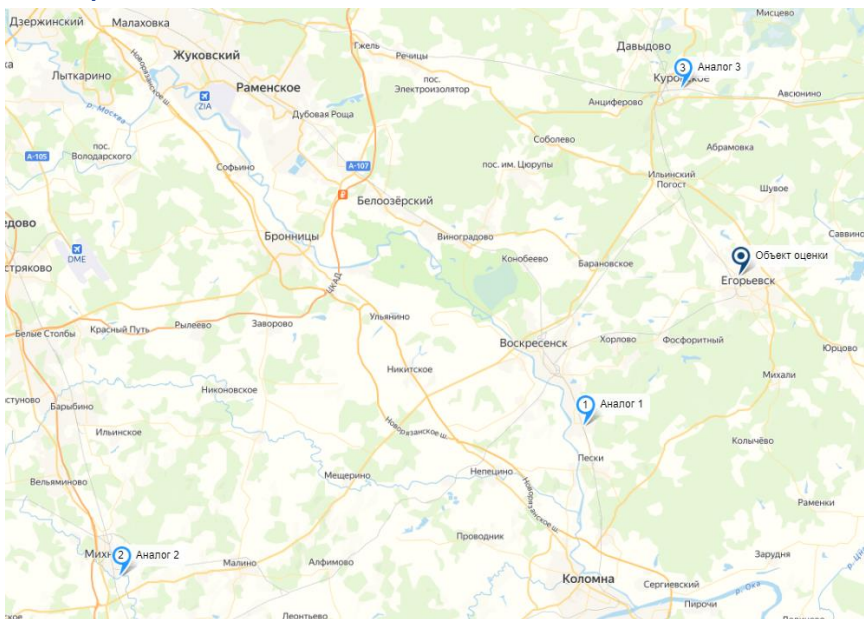 Дзержинский
Малаховка
Мисцево
Жуковский
Гжель
Речицы
Давыдово
Лыткарино
ZIA
Раменское
пос.
Электроизолятор
3
Аналог 3
Анциферово
Авсюнино
Новорязанское ш.
р. Москва
Дубовая Роща
Соболево
Абрамовка
А-105
пос.
Володарского
Софьино
А-107
пос. им. Цюрупы
Ильинский
Погост
Шувое
Белоозёрский
Бронницы
Виноградово
Саввино
DME
Конобеево
Барановское
Объект оценки
Егорьевск
ЦКАД
Белые Столбы
Красный Путь
Рылеево
Заворово
Ульянино
Воскресенск
Хорлово
Фосфоритный
Юрцово
Никитское
Михали
Никоновское
Барыбино
1
Аналог 1
Ильинское
Новорязанское ш.
Колычёво
Пески
Вельяминово
Мещерино
Непецино
Новорязанское ш.
Раменки
Проводник
2
Аналог 2
Малино
Алфимово
Зарудня
Коломна
Сергиевский
р. Ока
Пирочи
Леонтьево